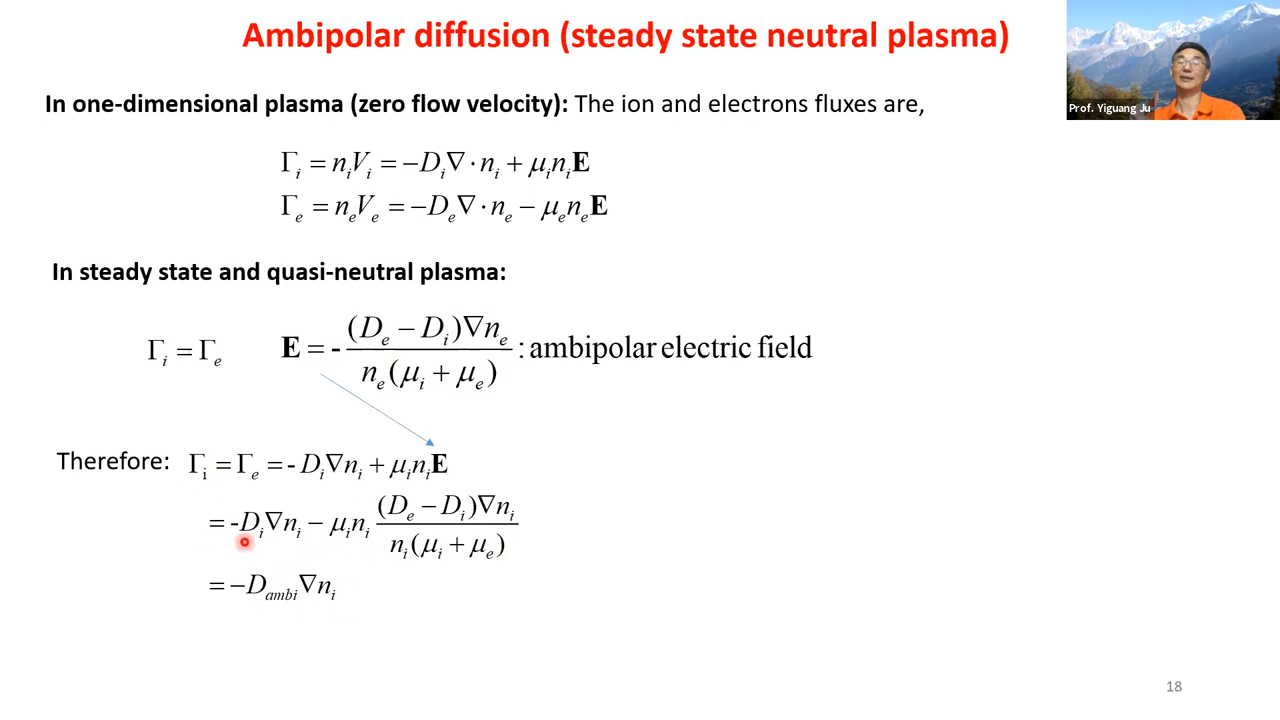 Ambipolar diffusion (steady state neutral plasma)
Prof. Yiguang Ju
In one-dimensional plasma (zero flow velocity): The ion and electrons fluxes are,
Γ_i = n_i V_i = −D_i ∇ · n_i + μ_i n_i E
Γ_e = n_e V_e = −D_e ∇ · n_e − μ_e n_e E
In steady state and quasi-neutral plasma:
Γ_i = Γ_e   E = - (D_e − D_i)∇n_e / n_e(μ_i + μ_e) : ambipolar electric field
Therefore: Γ_i = Γ_e = - D_i ∇n_i + μ_i n_i E
= -D_i ∇n_i − μ_i n_i (D_e − D_i)∇n_i / n_i(μ_i + μ_e)
= −D_ambi ∇n_i
18